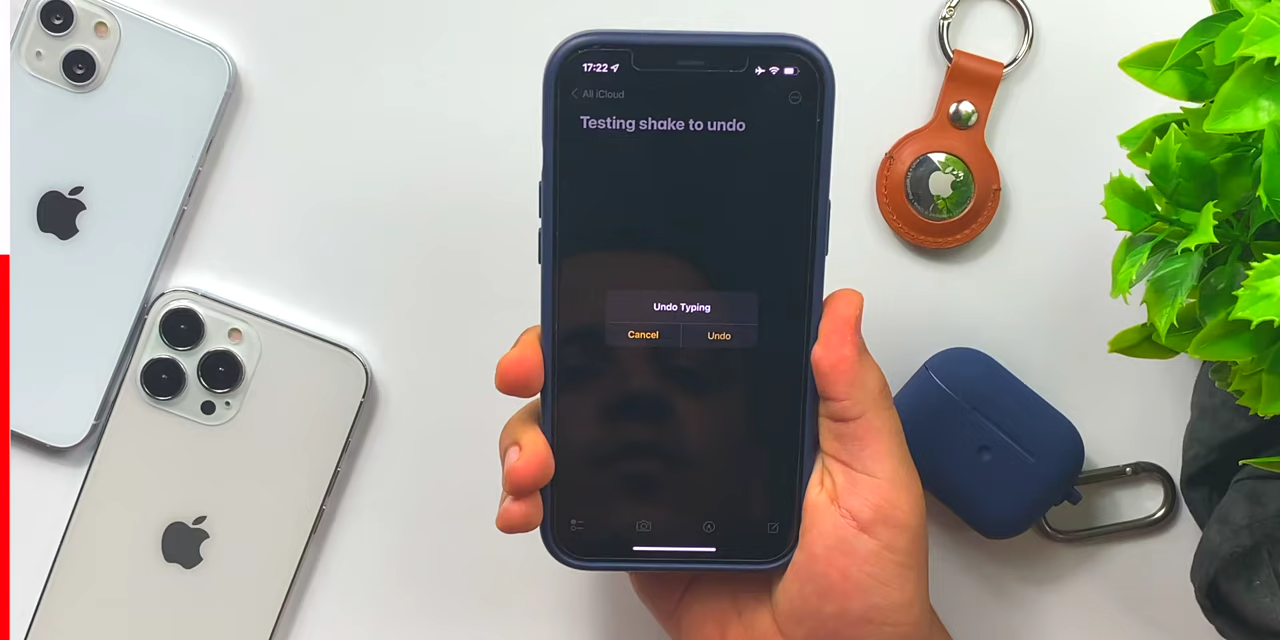 17:22
All iCloud
Testing shake to undo
Undo Typing
Cancel
Undo